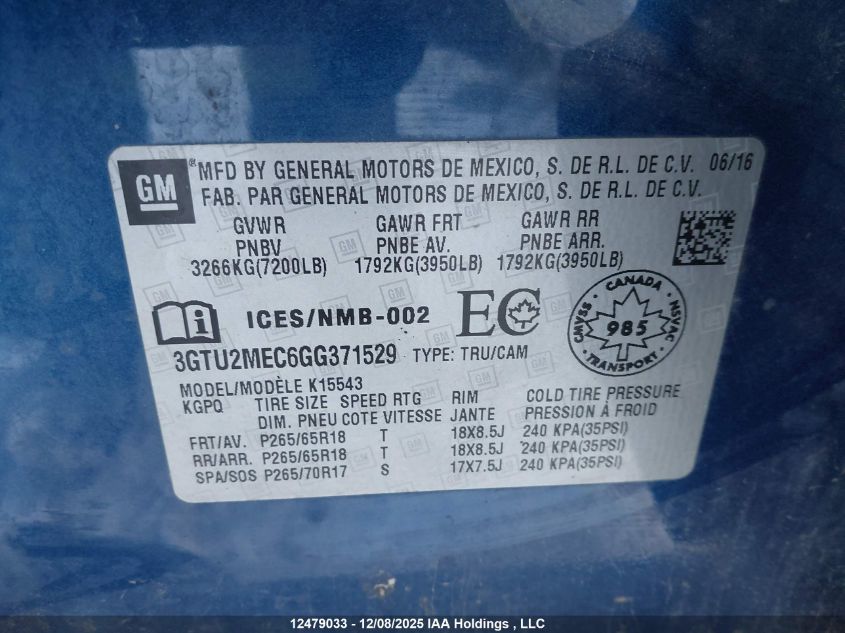 GM
®MFD BY GENERAL MOTORS DE MEXICO, S. DE R.L. DE C.V. 06/16
FAB. PAR GENERAL MOTORS DE MEXICO, S. DE R.L. DE C.V.
GVWR GAWR FRT GAWR RR
PNBV PNBE AV. PNBE ARR.
3266KG(7200LB) 1792KG(3950LB) 1792KG(3950LB)
ICES/NMB-002 EC
CANADA
CMVSS 985 NSVAC
3GTU2MEC6GG371529 TYPE: TRU/CAM
MODEL/MODÈLE K15543
KGPQ TIRE SIZE SPEED RTG RIM COLD TIRE PRESSURE
DIM. PNEU COTE VITESSE JANTE PRESSION À FROID
FRT/AV. P265/65R18 T 18X8.5J 240 KPA(35PSI)
RR/ARR. P265/65R18 T 18X8.5J 240 KPA(35PSI)
SPA/SOS P265/70R17 S 17X7.5J 240 KPA(35PSI)
12479033 - 12/08/2025 IAA Holdings , LLC